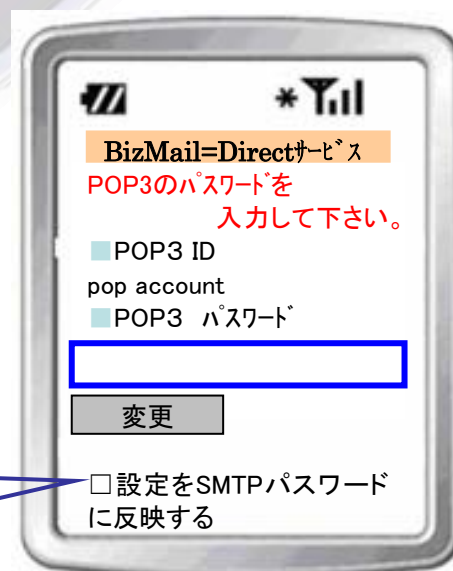 BizMail=Directｻｰﾋﾞｽ
POP3のﾊﾟｽﾜｰﾄﾞを
入力して下さい。
■POP3 ID
pop account
■POP3 ﾊﾟｽﾜｰﾄﾞ
変更
□設定をSMTPパスワード
に反映する